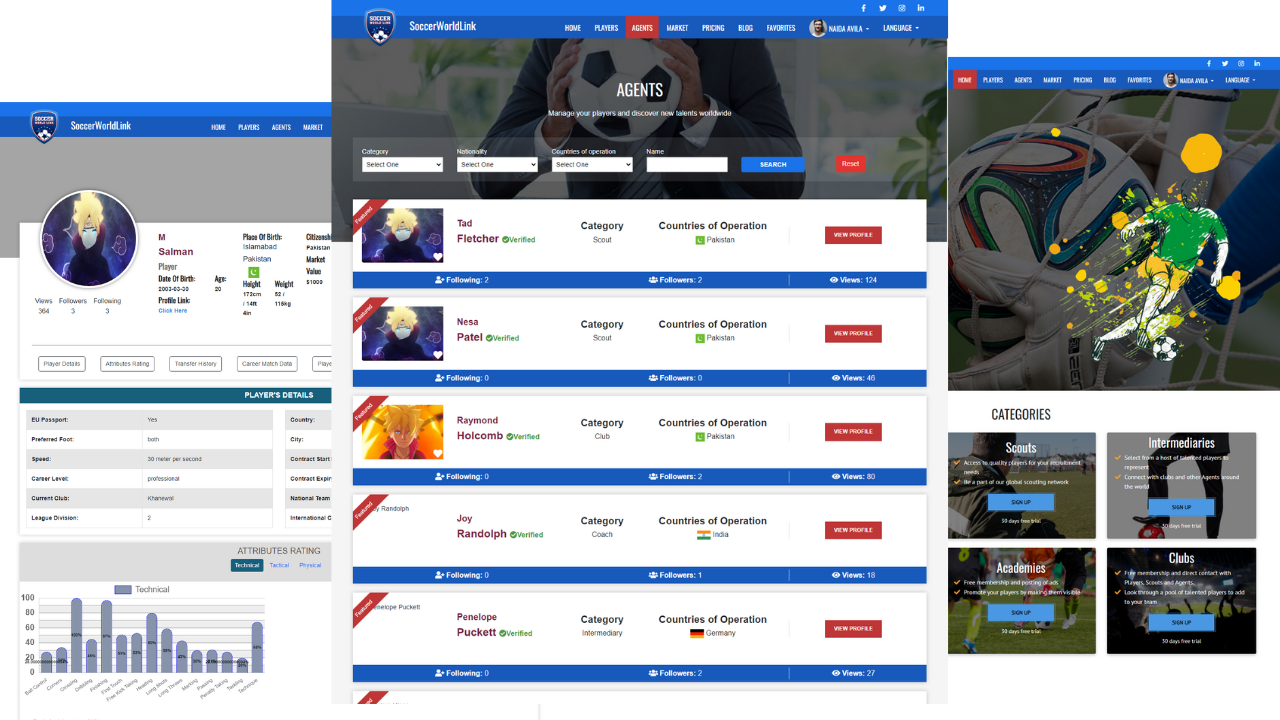 SOCCER
WORLD LINK
SoccerWorldLink
HOME PLAYERS AGENTS MARKET
M
Salman
Player
Date Of Birth:
2003-03-30
Age:
20
Profile Link:
Click Here
Place Of Birth:
Islamabad
Pakistan
Height
172cm
/ 14ft
4in
Weight
52 /
115kg
Citizenship
Pakistan
Market
Value
$1000
Views Followers Following
364 3 3
Player Details Attributes Rating Transfer History Career Match Data Playe
PLAYER'S DETAILS
EU Passport: Yes Country:
Preferred Foot: both City:
Speed: 30 meter per second Contract Start
Career Level: professional Contract Expir
Current Club: Khanewal National Team
League Division: 2 International C
ATTRIBUTES RATING
Technical Tactical Physical
Technical
100
80
60
40
20
0
Ball Control Corners Crossing Dribbling Finishing First Touch Free Kick Taking Heading Long Shots Long Throws Marking Passing Penalty Taking Tackling Technique
SOCCER
WORLD LINK
SoccerWorldLink
HOME PLAYERS AGENTS MARKET PRICING BLOG FAVORITES NAIDA AVILA LANGUAGE
AGENTS
Manage your players and discover new talents worldwide
Category Nationality Countries of operation Name
Select One Select One Select One SEARCH Reset
Featured
Tad
Fletcher Verified
Category
Scout
Countries of Operation
Pakistan
VIEW PROFILE
Following: 2 Followers: 2 Views: 124
Featured
Nesa
Patel Verified
Category
Scout
Countries of Operation
Pakistan
VIEW PROFILE
Following: 0 Followers: 0 Views: 46
Featured
Raymond
Holcomb Verified
Category
Club
Countries of Operation
Pakistan
VIEW PROFILE
Following: 0 Followers: 2 Views: 80
Featured
y Randolph
Joy
Randolph Verified
Category
Coach
Countries of Operation
India
VIEW PROFILE
Following: 0 Followers: 1 Views: 18
Featured
enelope Puckett
Penelope
Puckett Verified
Category
Intermediary
Countries of Operation
Germany
VIEW PROFILE
Following: 0 Followers: 2 Views: 27
HOME PLAYERS AGENTS MARKET PRICING BLOG FAVORITES NAIDA AVILA LANGUAGE
CATEGORIES
Scouts
Access to quality players for your recruitment
needs
Be a part of our global scouting network
SIGN UP
30 days free trial
Intermediaries
Select from a host of talented players to
represent
Connect with clubs and other Agents around
the world
SIGN UP
30 days free trial
Academies
Free membership and posting of ads
Promote your players by making them visible
SIGN UP
30 days free trial
Clubs
Free membership and direct contact with
Players, Scouts and Agents.
Look through a pool of talented players to add
to your team
SIGN UP
30 days free trial